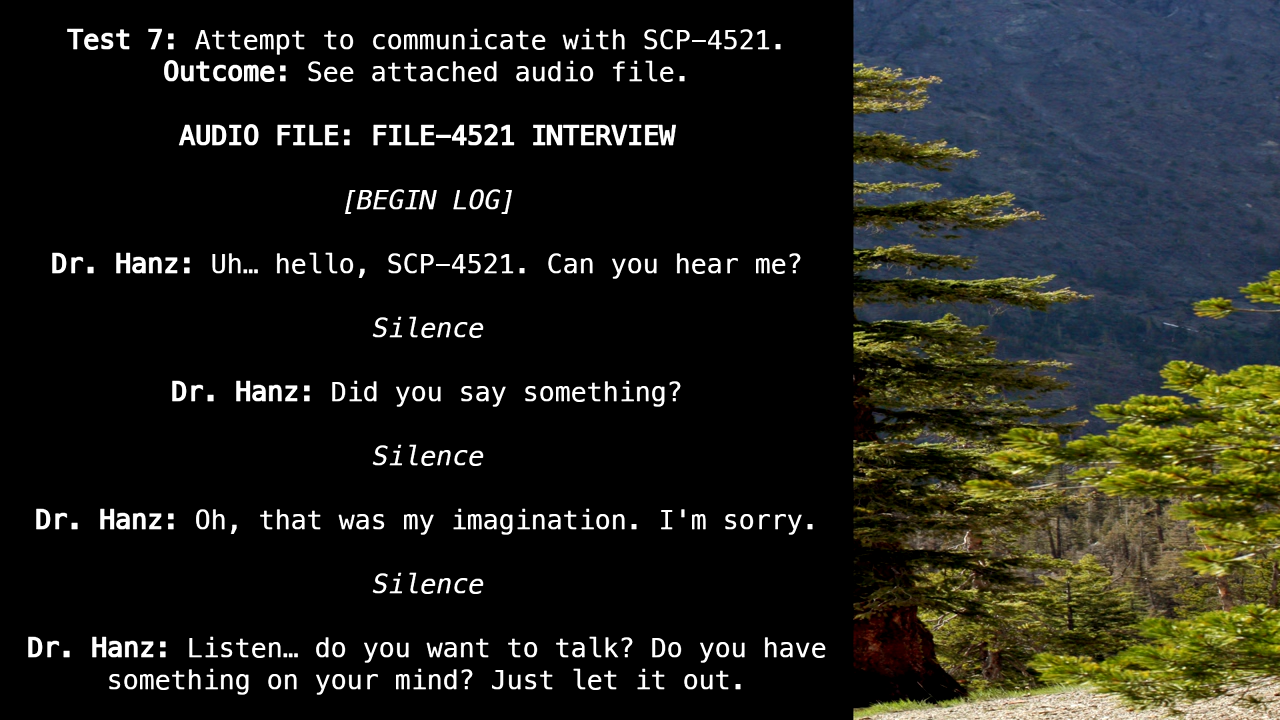 Test 7: Attempt to communicate with SCP–4521.
Outcome: See attached audio file.
AUDIO FILE: FILE–4521 INTERVIEW
[BEGIN LOG]
Dr. Hanz: Uh… hello, SCP–4521. Can you hear me?
Silence
Dr. Hanz: Did you say something?
Silence
Dr. Hanz: Oh, that was my imagination. I'm sorry.
Silence
Dr. Hanz: Listen… do you want to talk? Do you have
something on your mind? Just let it out.